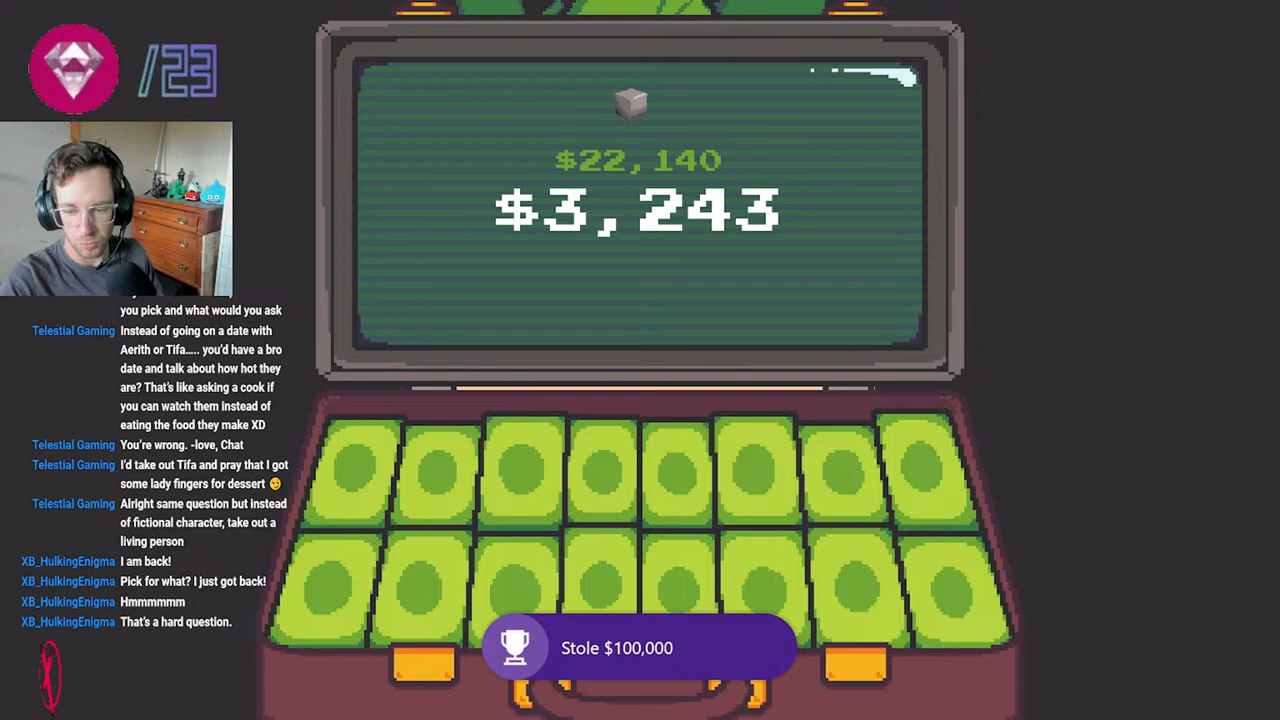 /23
$22,140
$3,243
you pick and what would you ask
Telestial Gaming Instead of going on a date with
Aerith or Tifa..... you'd have a bro
date and talk about how hot they
are? That's like asking a cook if
you can watch them instead of
eating the food they make XD
Telestial Gaming You're wrong. -love, Chat
Telestial Gaming I'd take out Tifa and pray that I got
some lady fingers for dessert 😉
Telestial Gaming Alright same question but instead
of fictional character, take out a
living person
XB_HulkingEnigma I am back!
XB_HulkingEnigma Pick for what? I just got back!
XB_HulkingEnigma Hmmmmmm
XB_HulkingEnigma That's a hard question.
Stole $100,000